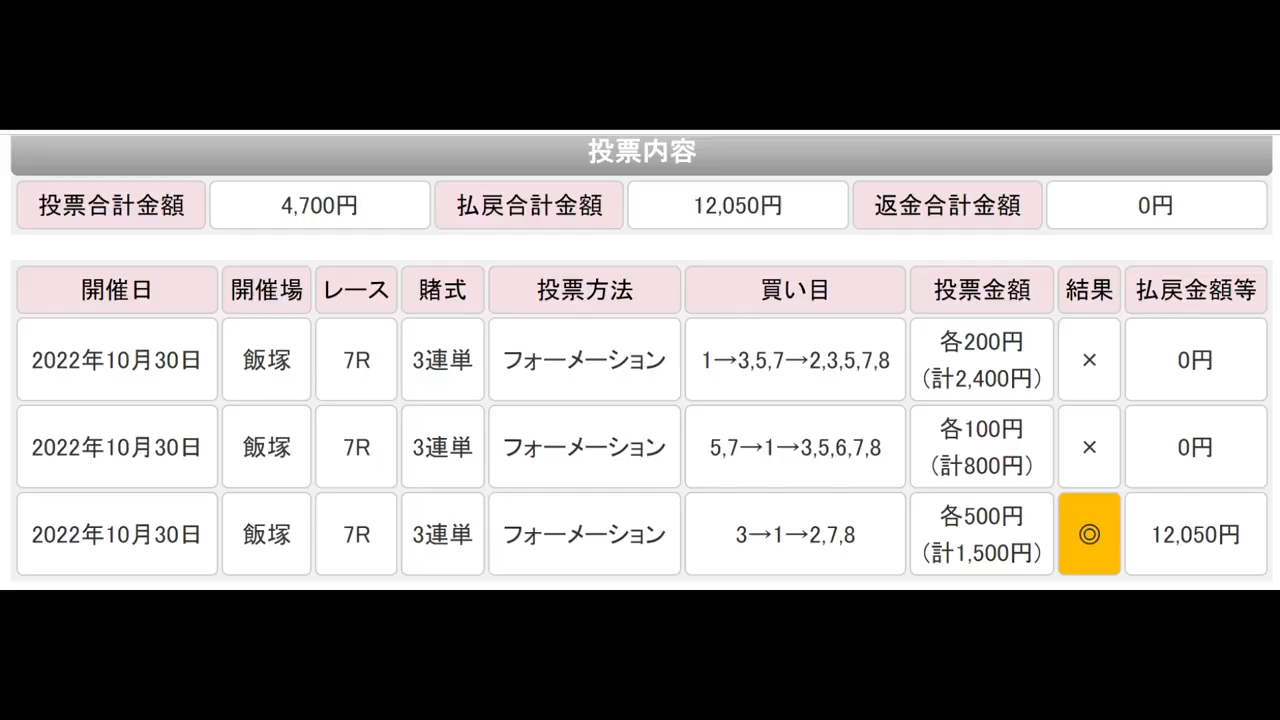 投票内容
投票合計金額 4,700円 払戻合計金額 12,050円 返金合計金額 0円
開催日 開催場 レース 賭式 投票方法 買い目 投票金額 結果 払戻金額等
2022年10月30日 飯塚 7R 3連単 フォーメーション 1→3,5,7→2,3,5,7,8 各200円 (計2,400円) × 0円
2022年10月30日 飯塚 7R 3連単 フォーメーション 5,7→1→3,5,6,7,8 各100円 (計800円) × 0円
2022年10月30日 飯塚 7R 3連単 フォーメーション 3→1→2,7,8 各500円 (計1,500円) ◎ 12,050円